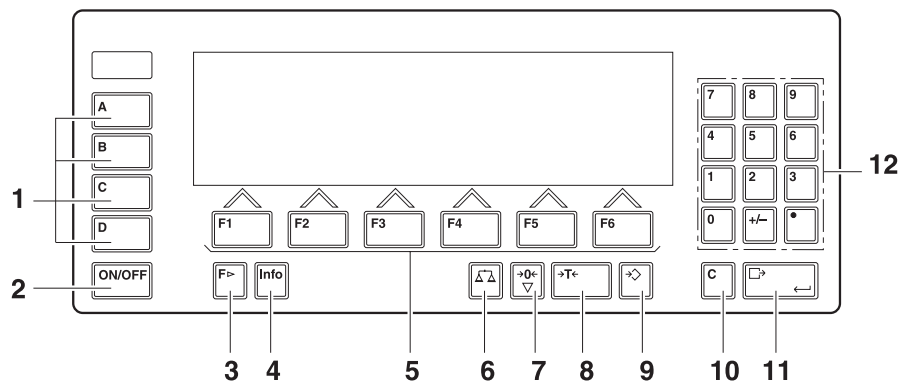 A
7 8 9
B
4 5 6
12
1
C
1 2 3
D
F1 F2 F3 F4 F5 F6
0 +/– •
2
ON/OFF
F▹ Info
→0←
▽
→T←
→◇
C
3 4 5 6 7 8 9 10 11